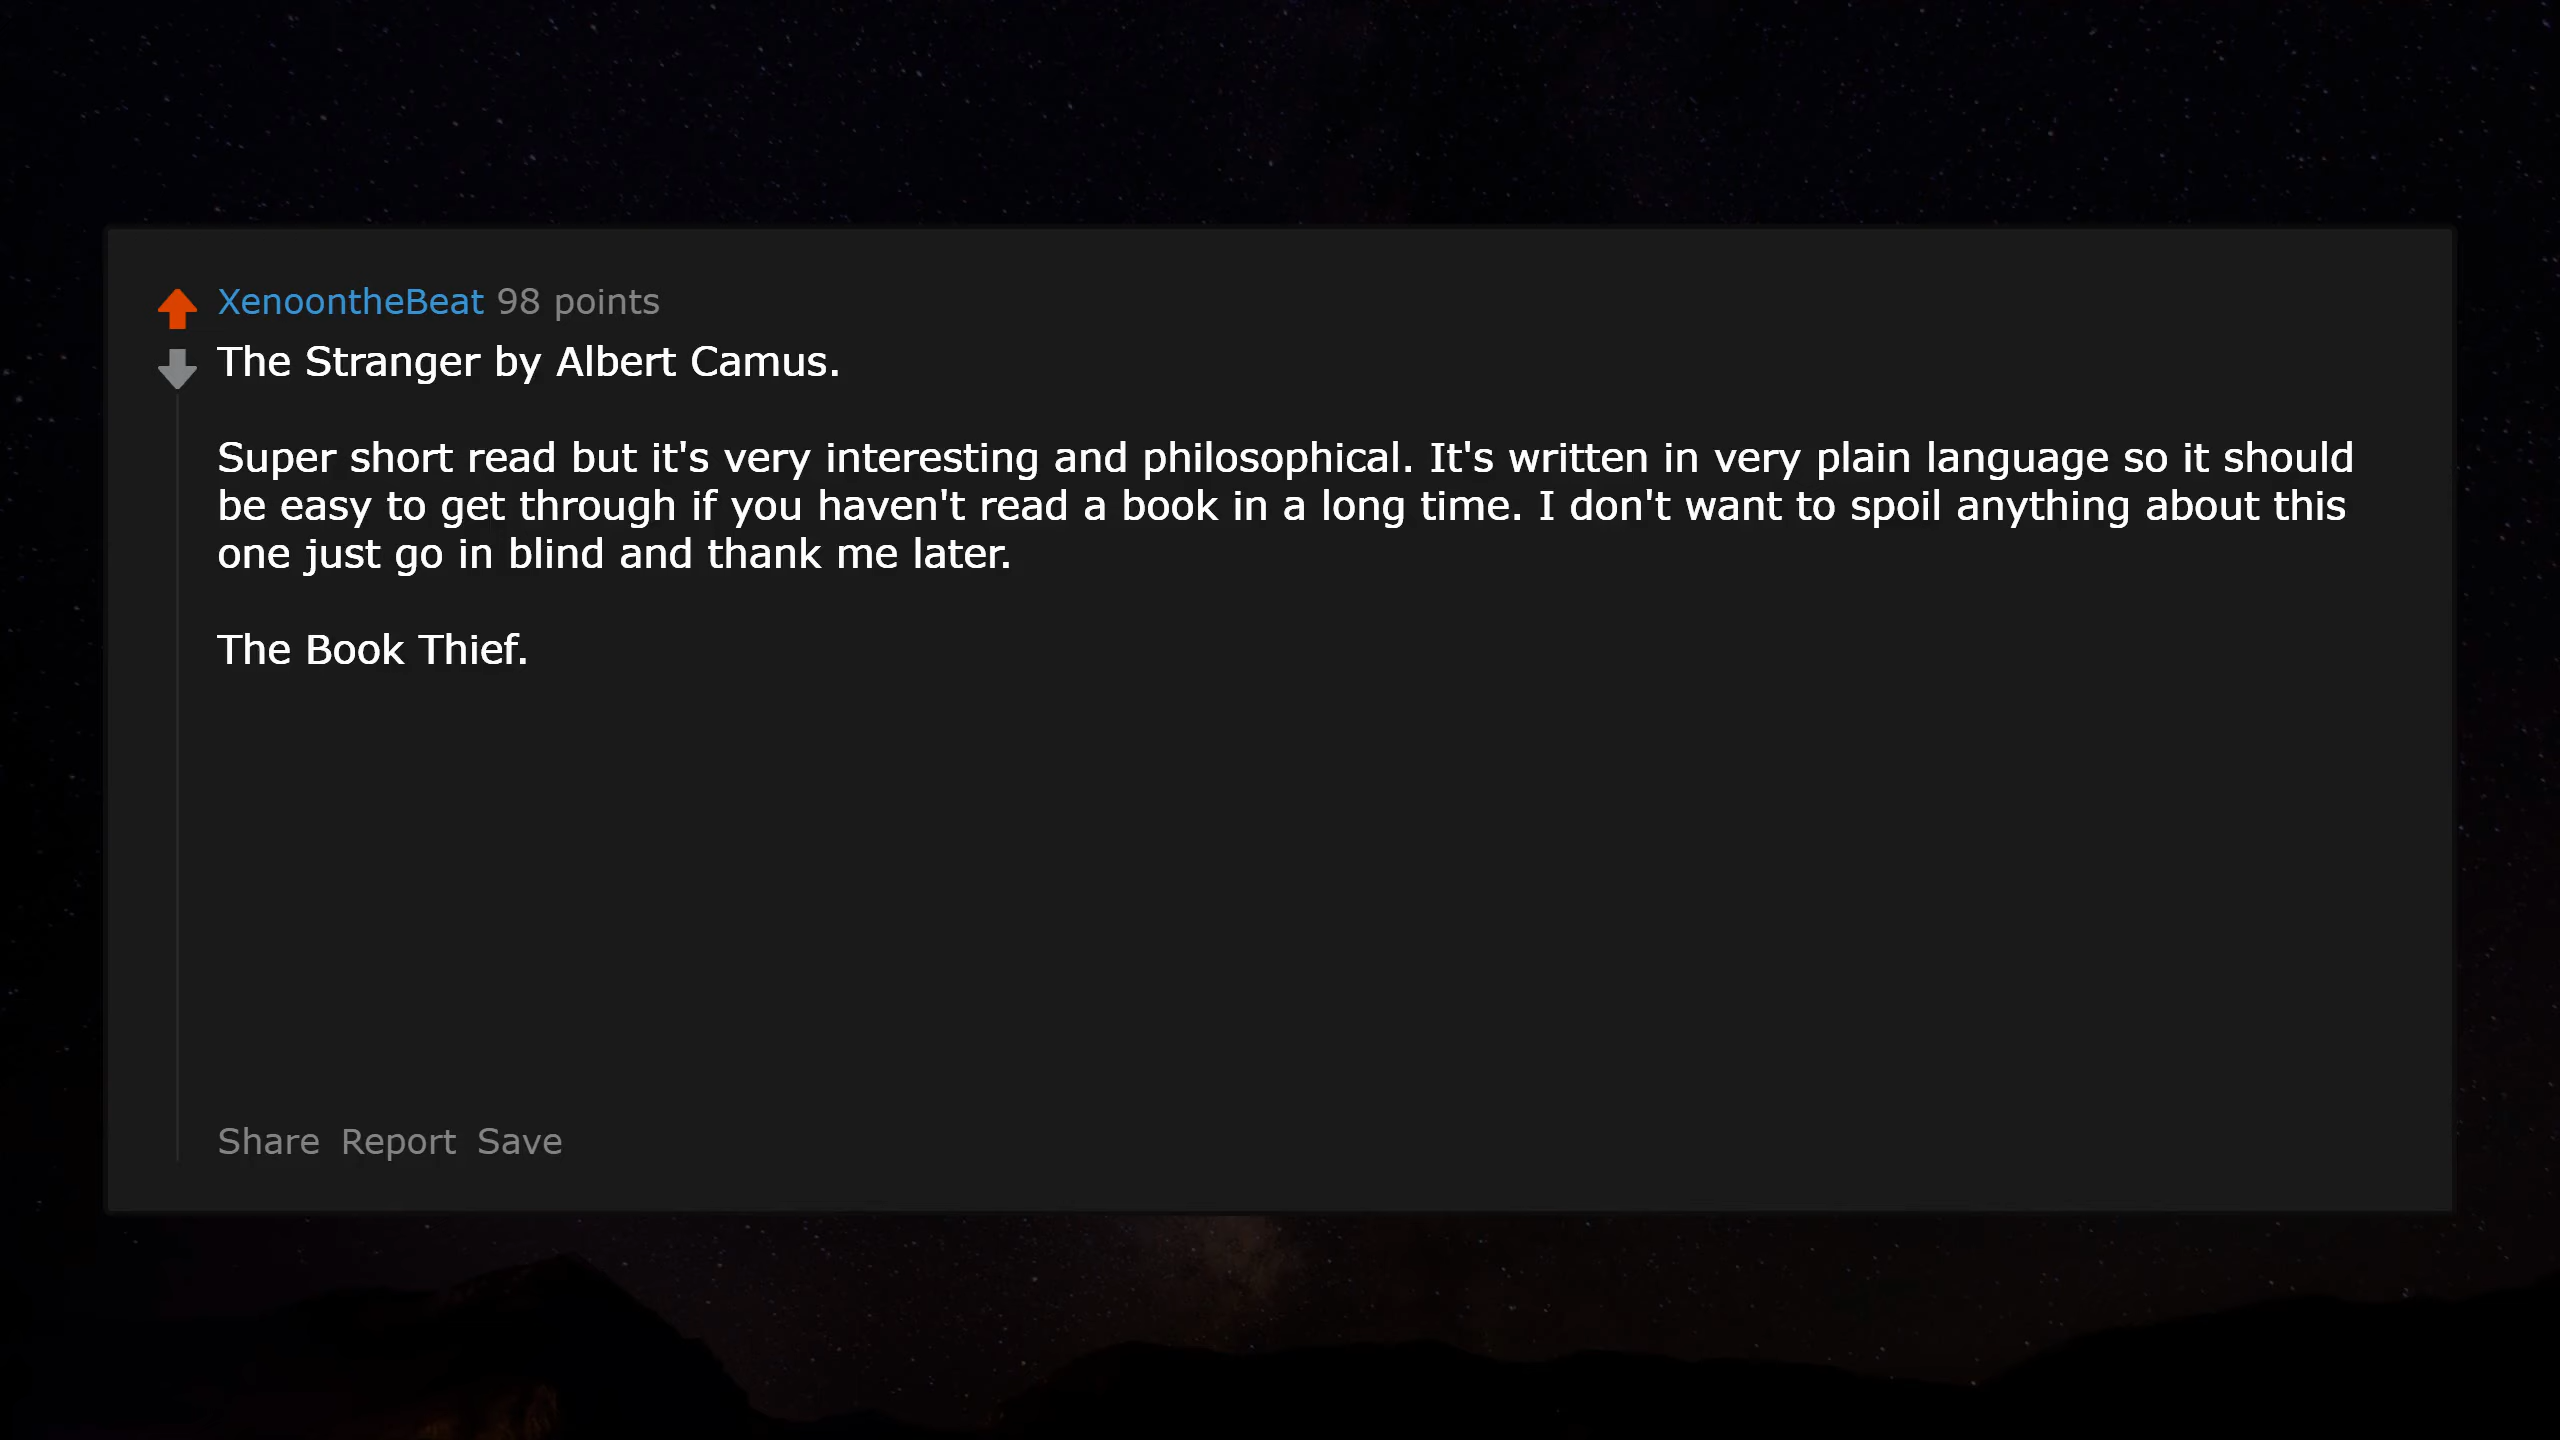 XenoontheBeat 98 points
The Stranger by Albert Camus.
Super short read but it's very interesting and philosophical. It's written in very plain language so it should
be easy to get through if you haven't read a book in a long time. I don't want to spoil anything about this
one just go in blind and thank me later.
The Book Thief.
Share Report Save